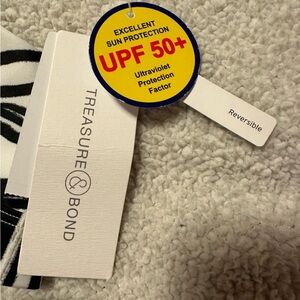 EXCELLENT
SUN PROTECTION
UPF 50+
Ultraviolet
Protection
Factor
Reversible
TREASURE & BOND